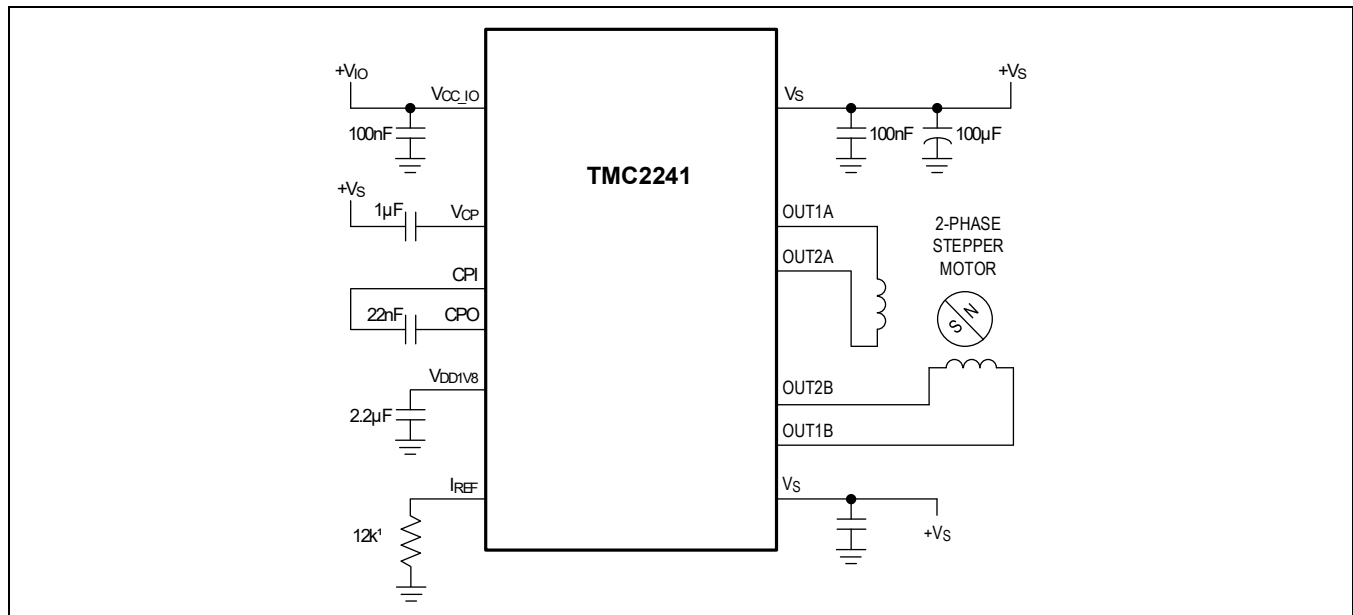 +VIO
VCC_IO
100nF
+VS
1µF
VCP
CPI
22nF
CPO
VDD1V8
2.2µF
IREF
12k¹
TMC2241
VS
+VS
100nF
100µF
OUT1A
OUT2A
2-PHASE
STEPPER
MOTOR
S N
OUT2B
OUT1B
VS
+VS